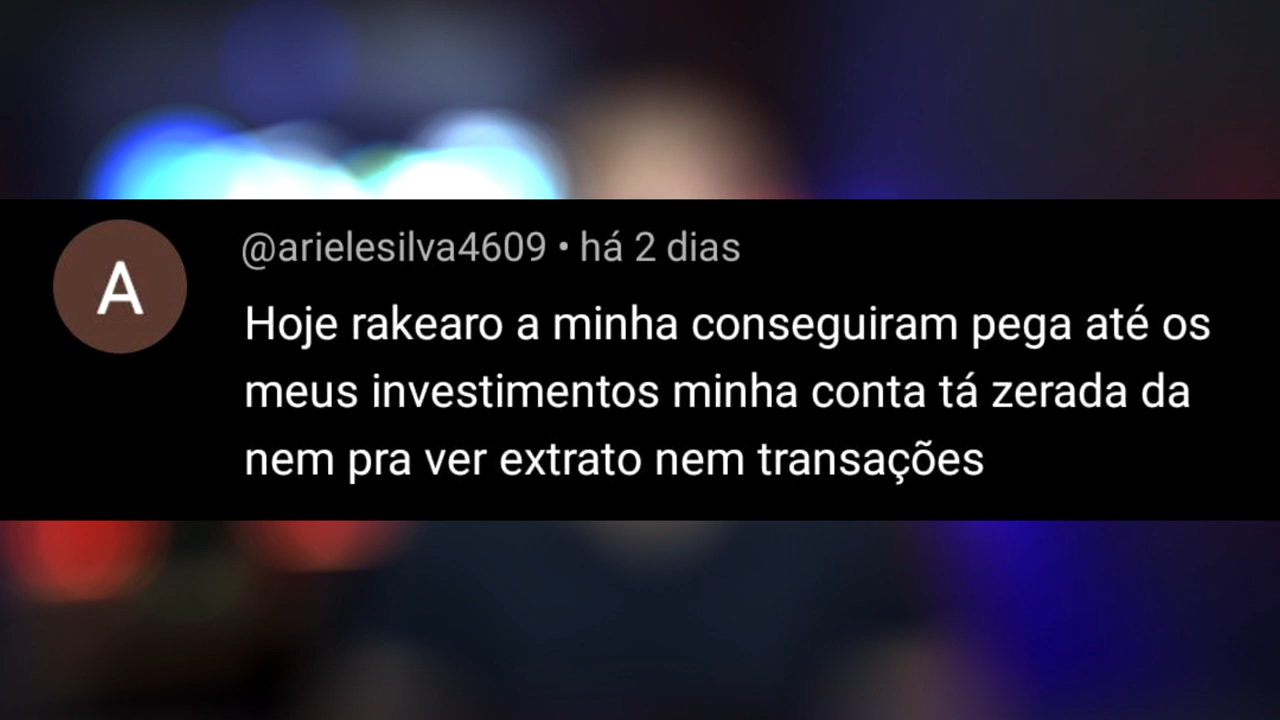 A
@arielesilva4609 • há 2 dias
Hoje rakearo a minha conseguiram pega até os
meus investimentos minha conta tá zerada da
nem pra ver extrato nem transações